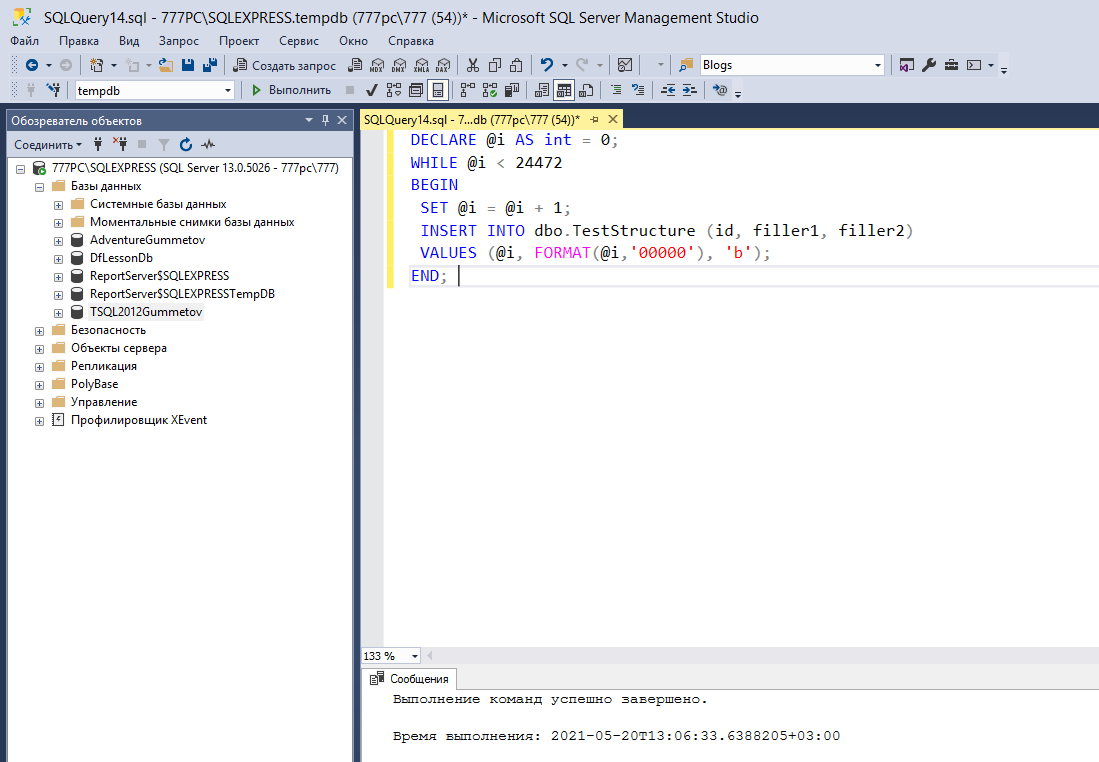 SQLQuery14.sql - 777PC\SQLEXPRESS.tempdb (777pc\777 (54))* - Microsoft SQL Server Management Studio
Файл Правка Вид Запрос Проект Сервис Окно Справка
Создать запрос MDX DMX XMLA DAX Blogs
tempdb Выполнить
Обозреватель объектов
SQLQuery14.sql - 7...db (777pc\777 (54))*
Соединить
777PC\SQLEXPRESS (SQL Server 13.0.5026 - 777pc\777)
Базы данных
Системные базы данных
Моментальные снимки базы данных
AdventureGummetov
DfLessonDb
ReportServer$SQLEXPRESS
ReportServer$SQLEXPRESSTempDB
TSQL2012Gummetov
Безопасность
Объекты сервера
Репликация
PolyBase
Управление
Профилировщик XEvent
DECLARE @i AS int = 0;
WHILE @i < 24472
BEGIN
SET @i = @i + 1;
INSERT INTO dbo.TestStructure (id, filler1, filler2)
VALUES (@i, FORMAT(@i,'00000'), 'b');
END;
133 %
Сообщения
Выполнение команд успешно завершено.
Время выполнения: 2021-05-20T13:06:33.6388205+03:00